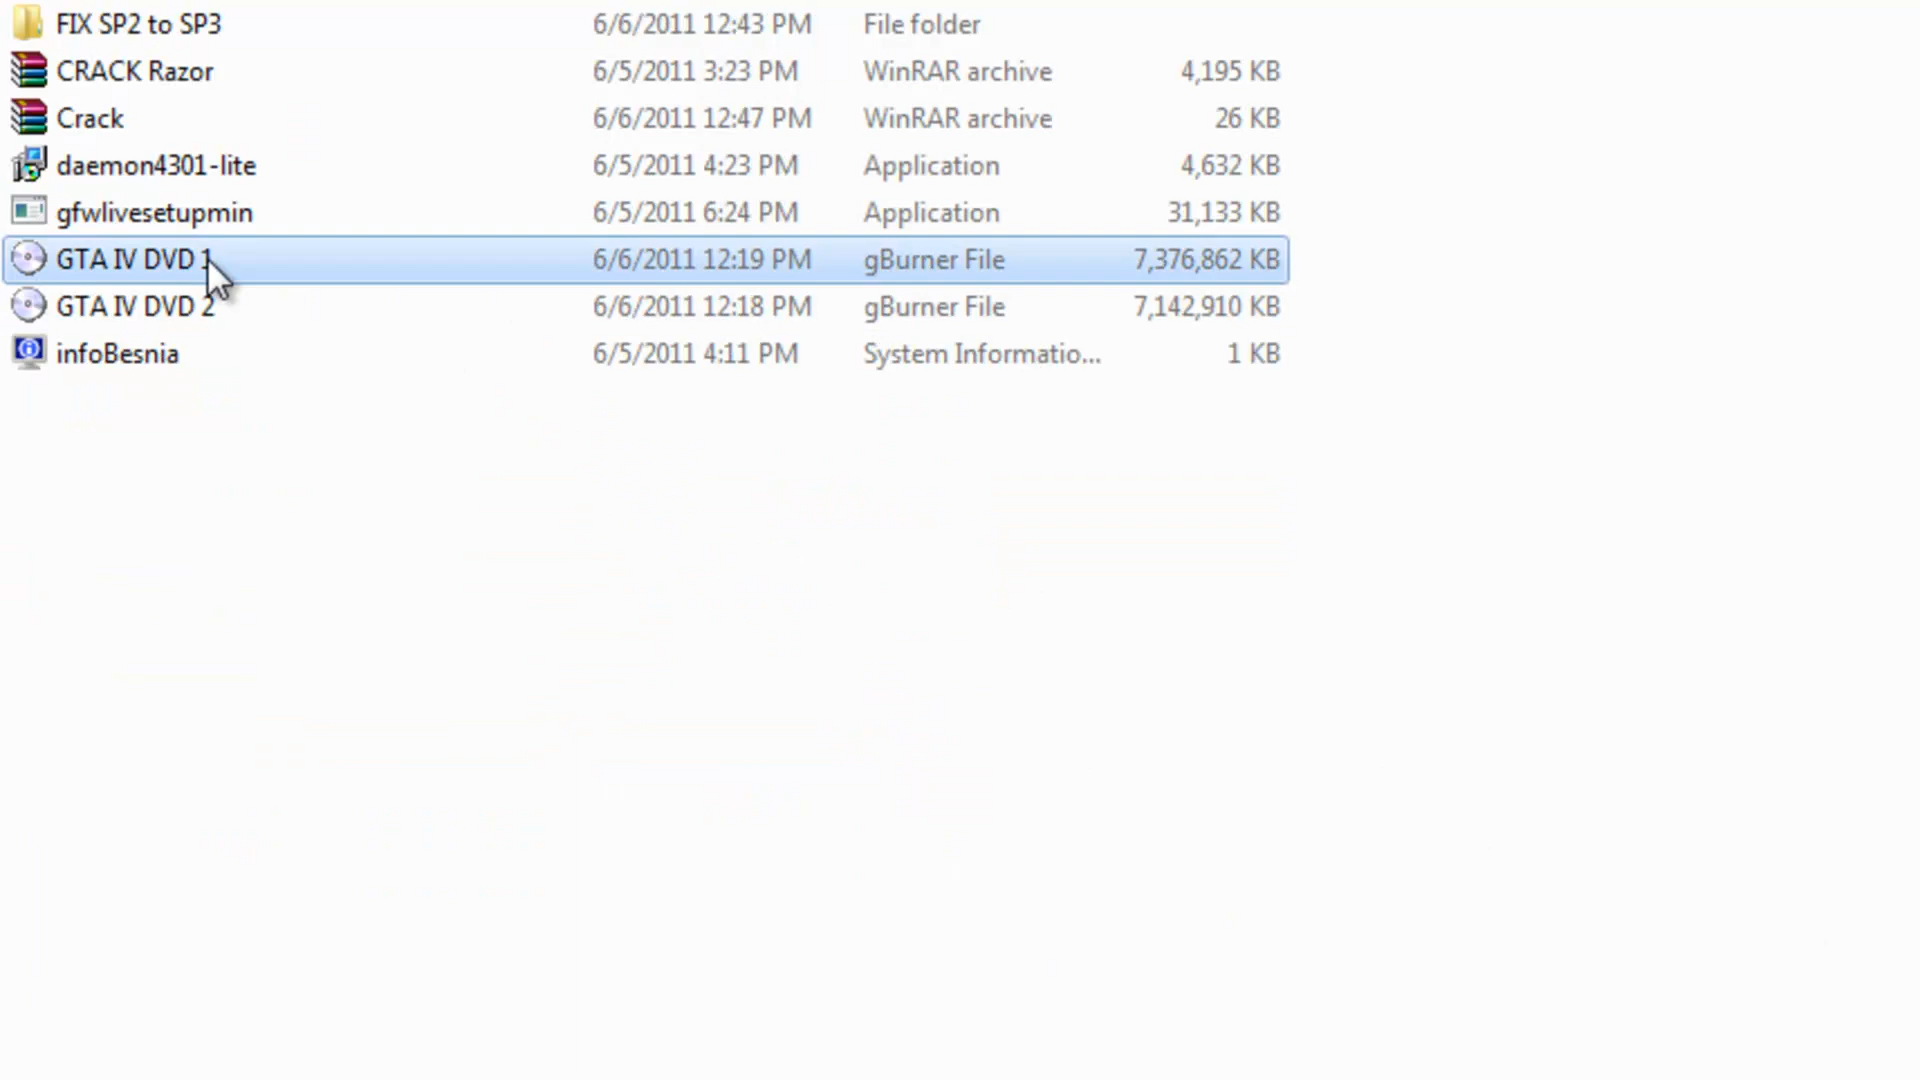 FIX SP2 to SP3 6/6/2011 12:43 PM File folder
CRACK Razor 6/5/2011 3:23 PM WinRAR archive 4,195 KB
Crack 6/6/2011 12:47 PM WinRAR archive 26 KB
daemon4301-lite 6/5/2011 4:23 PM Application 4,632 KB
gfwlivesetupmin 6/5/2011 6:24 PM Application 31,133 KB
GTA IV DVD 1 6/6/2011 12:19 PM gBurner File 7,376,862 KB
GTA IV DVD 2 6/6/2011 12:18 PM gBurner File 7,142,910 KB
infoBesnia 6/5/2011 4:11 PM System Informatio... 1 KB